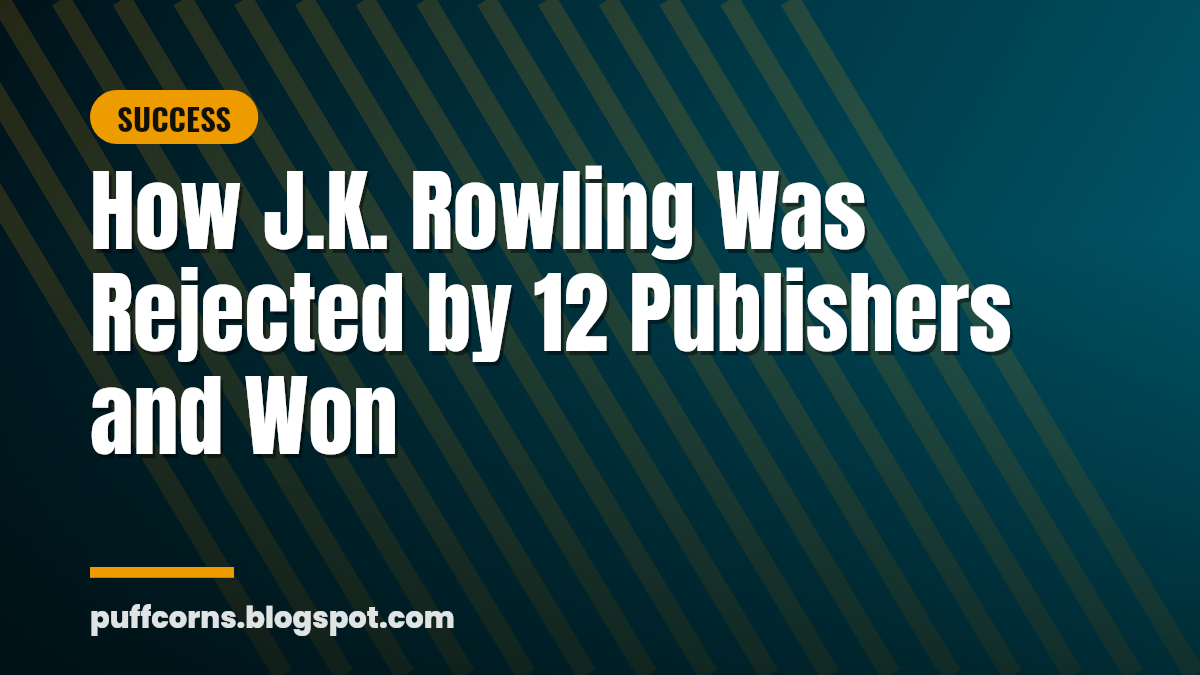 SUCCESS
How J.K. Rowling Was
Rejected by 12 Publishers
and Won
puffcorns.blogspot.com